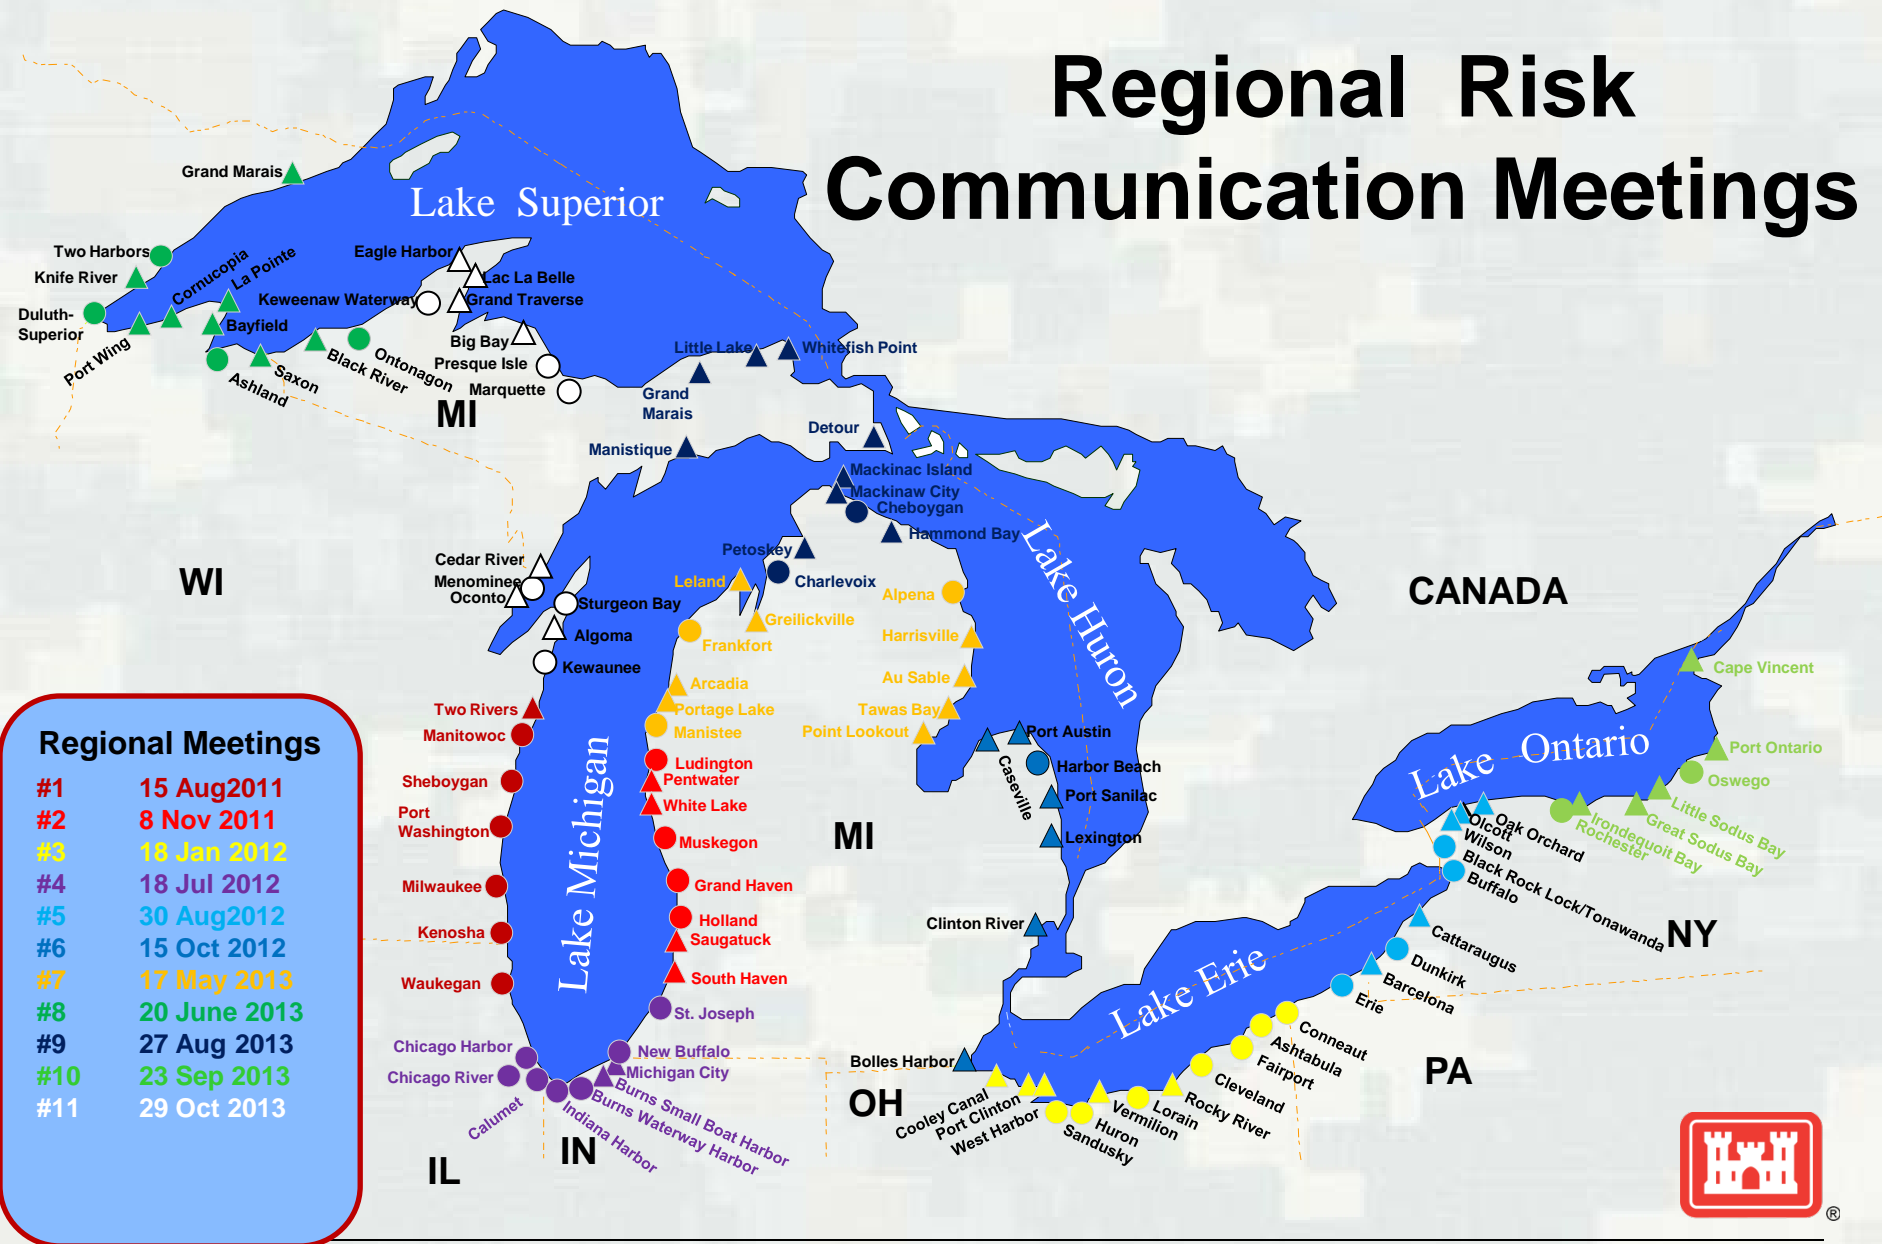 Regional Risk
Communication Meetings
Lake Superior
Grand Marais
Two Harbors
Knife River
Duluth-
Superior
Port Wing
Cornucopia
La Pointe
Bayfield
Ashland
Saxon
Black River
Ontonagon
Eagle Harbor
Lac La Belle
Keweenaw Waterway
Grand Traverse
Big Bay
Presque Isle
Marquette
MI
Little Lake
Whitefish Point
Grand
Marais
Detour
Manistique
Mackinac Island
Mackinaw City
Cheboygan
Hammond Bay
Petoskey
Charlevoix
WI
Cedar River
Menominee
Oconto
Sturgeon Bay
Algoma
Kewaunee
Leland
Greilickville
Frankfort
Arcadia
Portage Lake
Manistee
Alpena
Harrisville
Au Sable
Tawas Bay
Point Lookout
Lake Huron
CANADA
Two Rivers
Manitowoc
Sheboygan
Port
Washington
Milwaukee
Kenosha
Waukegan
Lake Michigan
Ludington
Pentwater
White Lake
Muskegon
Grand Haven
Holland
Saugatuck
South Haven
St. Joseph
New Buffalo
Michigan City
Burns Small Boat Harbor
Burns Waterway Harbor
Indiana Harbor
Calumet
Chicago River
Chicago Harbor
IL
IN
MI
Port Austin
Caseville
Harbor Beach
Port Sanilac
Lexington
Clinton River
Bolles Harbor
OH
Cooley Canal
Port Clinton
West Harbor
Sandusky
Huron
Vermilion
Lorain
Rocky River
Cleveland
Fairport
Ashtabula
Conneaut
Lake Erie
PA
Erie
Barcelona
Dunkirk
Cattaraugus
Buffalo
Black Rock Lock/Tonawanda
Wilson
Olcott
Oak Orchard
NY
Lake Ontario
Rochester
Irondequoit Bay
Great Sodus Bay
Little Sodus Bay
Oswego
Port Ontario
Cape Vincent
Regional Meetings
#1 15 Aug2011
#2 8 Nov 2011
#3 18 Jan 2012
#4 18 Jul 2012
#5 30 Aug2012
#6 15 Oct 2012
#7 17 May 2013
#8 20 June 2013
#9 27 Aug 2013
#10 23 Sep 2013
#11 29 Oct 2013
®